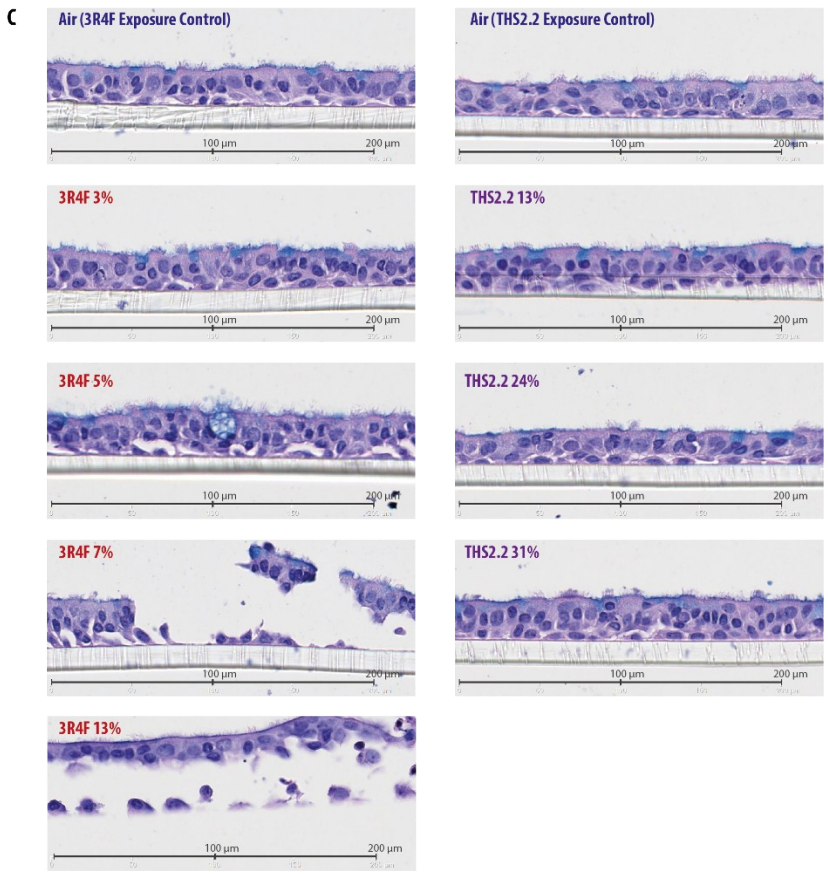 C
Air (3R4F Exposure Control)
100 µm
200 µm
Air (THS2.2 Exposure Control)
100 µm
200 µm
3R4F 3%
100 µm
200 µm
THS2.2 13%
100 µm
200 µm
3R4F 5%
100 µm
200 µm
THS2.2 24%
100 µm
200 µm
3R4F 7%
100 µm
200 µm
THS2.2 31%
100 µm
200 µm
3R4F 13%
100 µm
200 µm